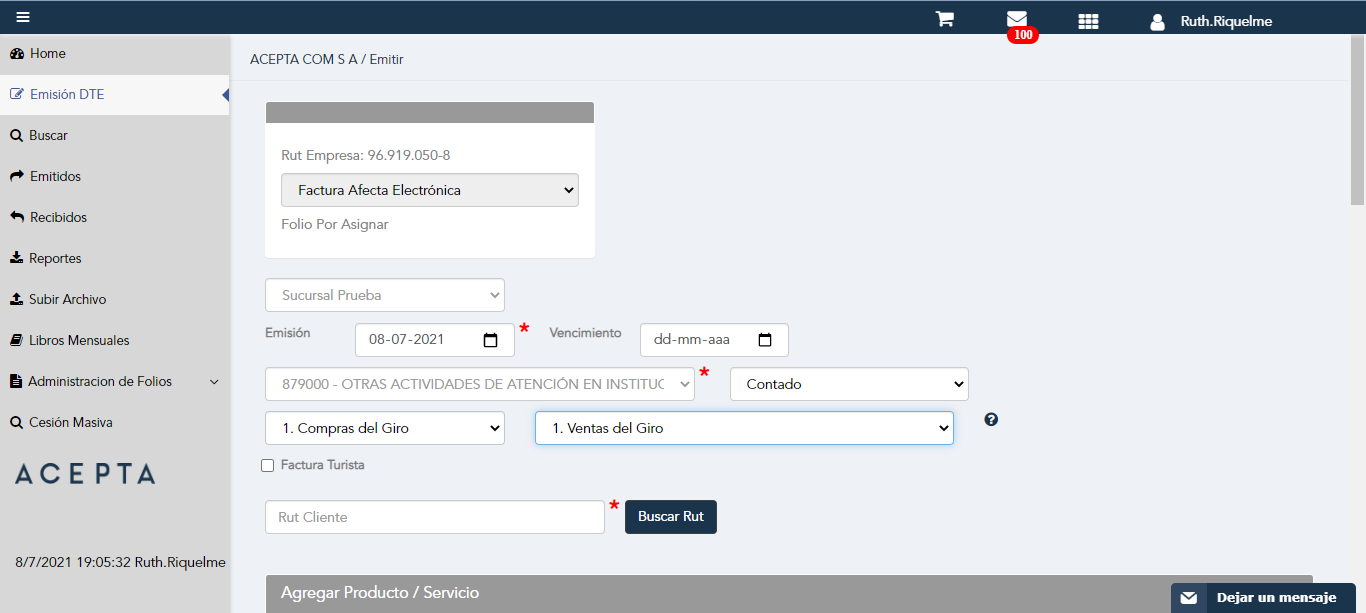 100
Ruth.Riquelme
Home
Emisión DTE
Buscar
Emitidos
Recibidos
Reportes
Subir Archivo
Libros Mensuales
Administracion de Folios
Cesión Masiva
ACEPTA
8/7/2021 19:05:32 Ruth.Riquelme
ACEPTA COM S A / Emitir
Rut Empresa: 96.919.050-8
Factura Afecta Electrónica
Folio Por Asignar
Sucursal Prueba
Emisión 08-07-2021 * Vencimiento dd-mm-aaa
879000 - OTRAS ACTIVIDADES DE ATENCIÓN EN INSTITUC * Contado
1. Compras del Giro 1. Ventas del Giro ?
Factura Turista
Rut Cliente * Buscar Rut
Agregar Producto / Servicio
Dejar un mensaje